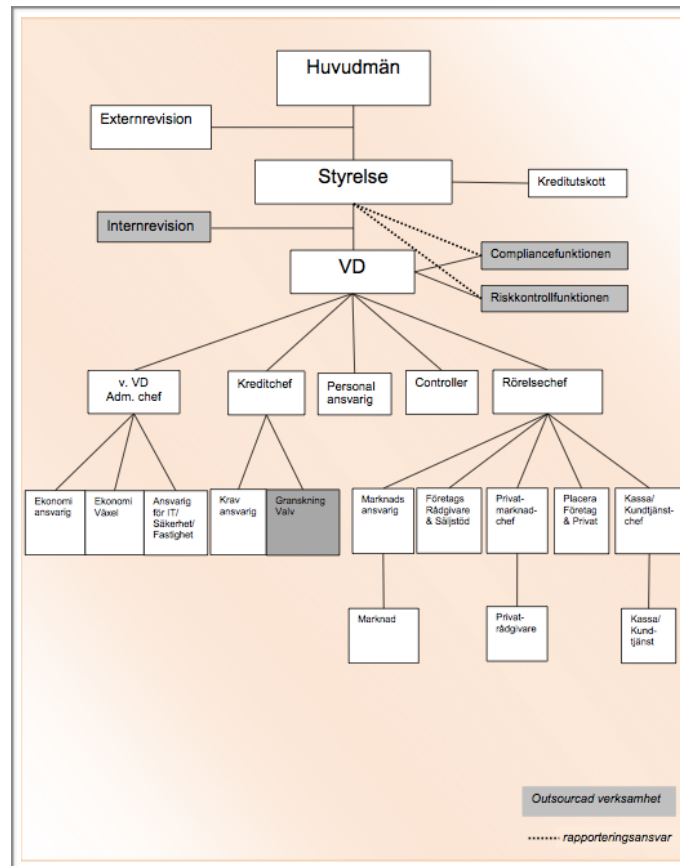 Huvudmän
Externrevision
Styrelse
Kreditutskott
Internrevision
Compliancefunktionen
VD
Riskkontrollfunktionen
v. VD
Adm. chef
Kreditchef
Personal
ansvarig
Controller
Rörelsechef
Ekonomi
ansvarig
Ekonomi
Växel
Ansvarig
för IT/
Säkerhet/
Fastighet
Krav
ansvarig
Granskning
Valv
Marknads
ansvarig
Företags
Rådgivare
& Säljstöd
Privat-
marknad-
chef
Placera
Företag
& Privat
Kassa/
Kundtjänst-
chef
Marknad
Privat-
rådgivare
Kassa/
Kund-
tjänst
Outsourcad verksamhet
rapporteringsansvar